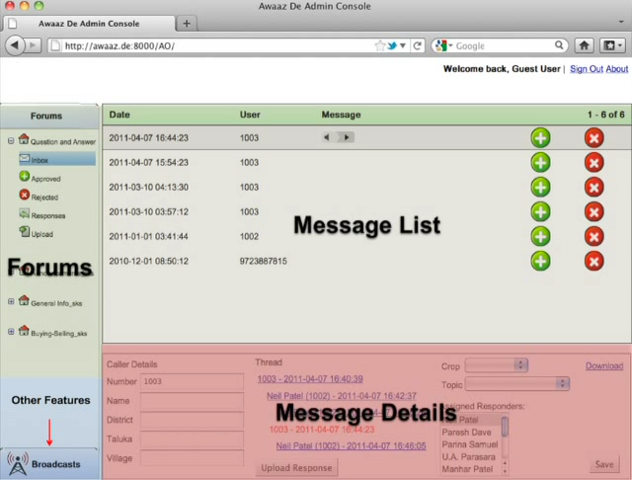 Awaaz De Admin Console
Awaaz De Admin Console
http://awaaz.de:8000/AO/
Google
Welcome back, Guest User | Sign Out About
Forums
Date User Message 1 - 6 of 6
Question and Answer
Inbox
Approved
Rejected
Responses
Upload
Forums
General Info_sks
Buying-Selling_sks
Other Features
Broadcasts
2011-04-07 16:44:23 1003
2011-04-07 15:54:23 1003
2011-03-10 04:13:30 1003
2011-03-10 03:57:12 1003
2011-01-01 03:41:44 1002
2010-12-01 08:50:12 9723887815
Message List
Caller Details
Number 1003
Name
District
Taluka
Village
Thread
1003 - 2011-04-07 16:40:39
Neil Patel (1002) - 2011-04-07 16:42:37
1003 - 2011-04-07 16:44:23
Neil Patel (1002) - 2011-04-07 16:46:05
Upload Response
Message Details
Crop
Topic
Download
Responders:
Patel
Paresh Dave
Parina Samuel
U.A. Parasara
Manhar Patel
Save